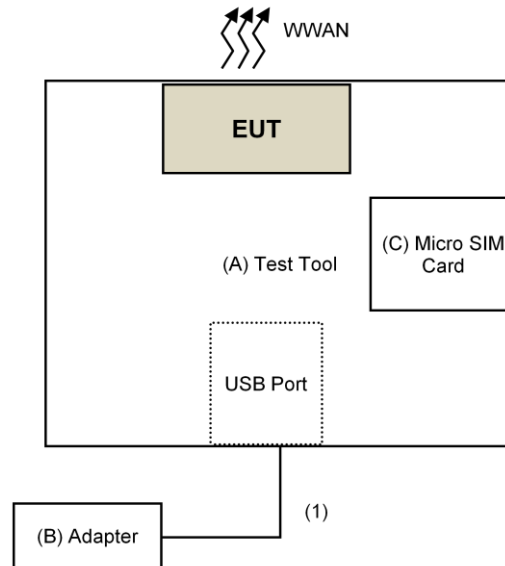 WWAN
EUT
(A) Test Tool
(C) Micro SIM
Card
USB Port
(1)
(B) Adapter